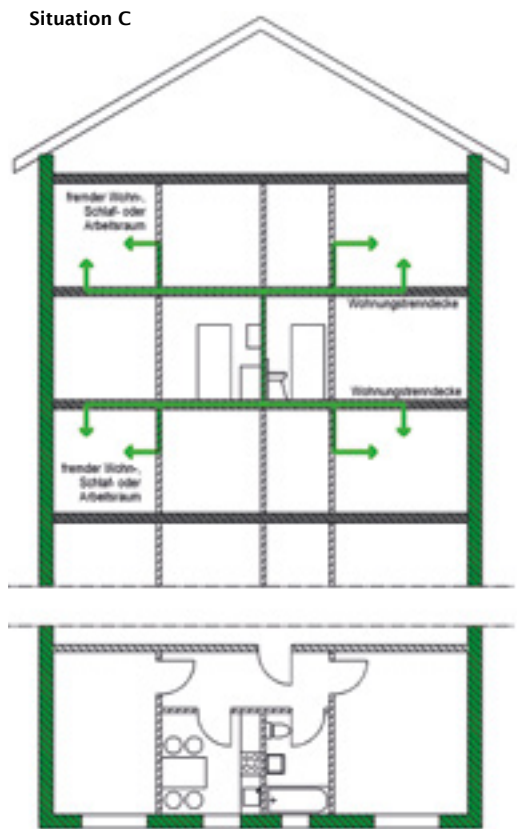 Situation C
fremder Wohn-,
Schlaf- oder
Arbeitsraum
Wohnungstrenndecke
Wohnungstrenndecke
fremder Wohn-,
Schlaf- oder
Arbeitsraum